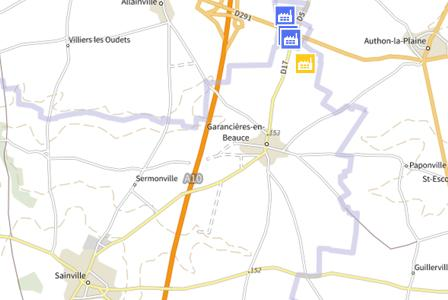 Allainville
D291
D5
Villiers les Oudets
Authon-la-Plaine
D17
Garancières-en-
Beauce
153
Paponville
Sermonville
A10
St-Esco
Guillerv
Sainville
152